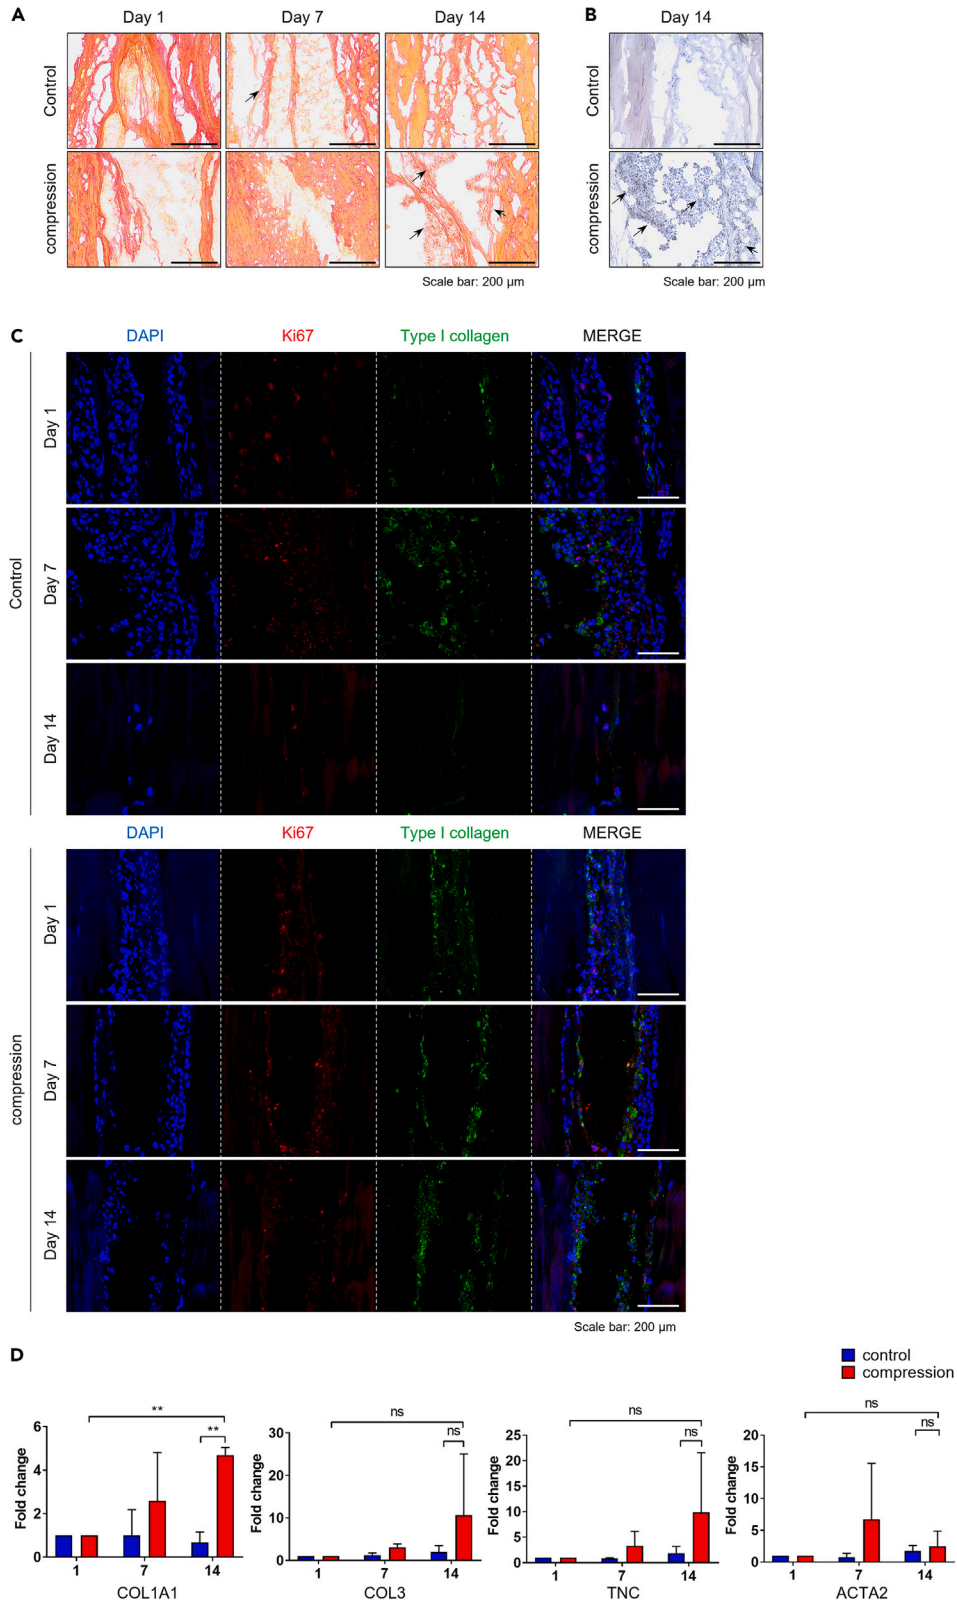 A
Day 1
Day 7
Day 14
B
Day 14
Control
compression
Control
compression
Scale bar: 200 µm
Scale bar: 200 µm
C
DAPI
Ki67
Type I collagen
MERGE
Control
Day 1
Day 7
Day 14
DAPI
Ki67
Type I collagen
MERGE
compression
Day 1
Day 7
Day 14
Scale bar: 200 µm
D
control
compression
**
**
Fold change
6
4
2
0
1
7
14
COL1A1
ns
ns
Fold change
30
20
10
0
1
7
14
COL3
ns
ns
Fold change
25
20
15
10
5
0
1
7
14
TNC
ns
ns
Fold change
20
15
10
5
0
1
7
14
ACTA2